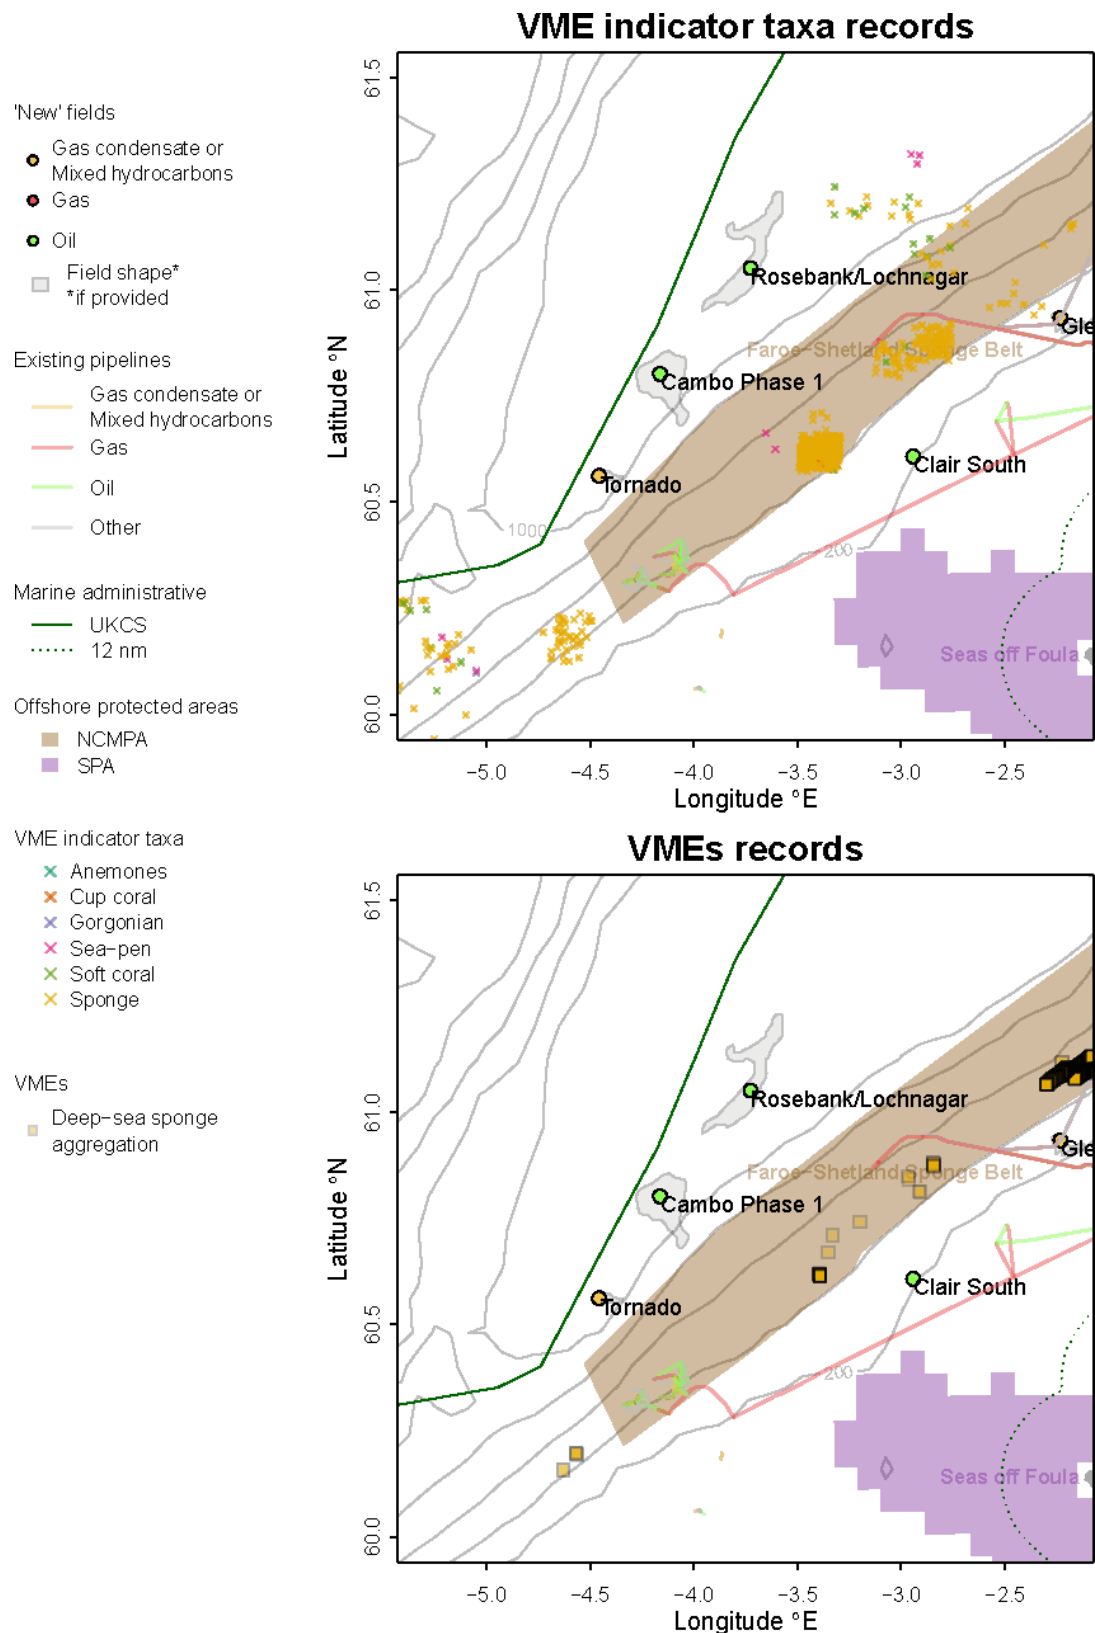 VME indicator taxa records
'New' fields
Gas condensate or
Mixed hydrocarbons
Gas
Oil
Field shape*
*if provided
Existing pipelines
Gas condensate or
Mixed hydrocarbons
Gas
Oil
Other
Marine administrative
UKCS
12 nm
Offshore protected areas
NCMPA
SPA
VME indicator taxa
Anemones
Cup coral
Gorgonian
Sea-pen
Soft coral
Sponge
VMEs
Deep-sea sponge
aggregation
Latitude °N
61.5
61.0
60.5
60.0
Rosebank/Lochnagar
Gle
Faroe-Shetland Sponge Belt
Cambo Phase 1
Clair South
Tornado
1000
200
Seas off Foula
-5.0 -4.5 -4.0 -3.5 -3.0 -2.5
Longitude °E
VMEs records
Latitude °N
61.5
61.0
60.5
60.0
Rosebank/Lochnagar
Gle
Faroe-Shetland Sponge Belt
Cambo Phase 1
Clair South
Tornado
200
Seas off Foula
-5.0 -4.5 -4.0 -3.5 -3.0 -2.5
Longitude °E